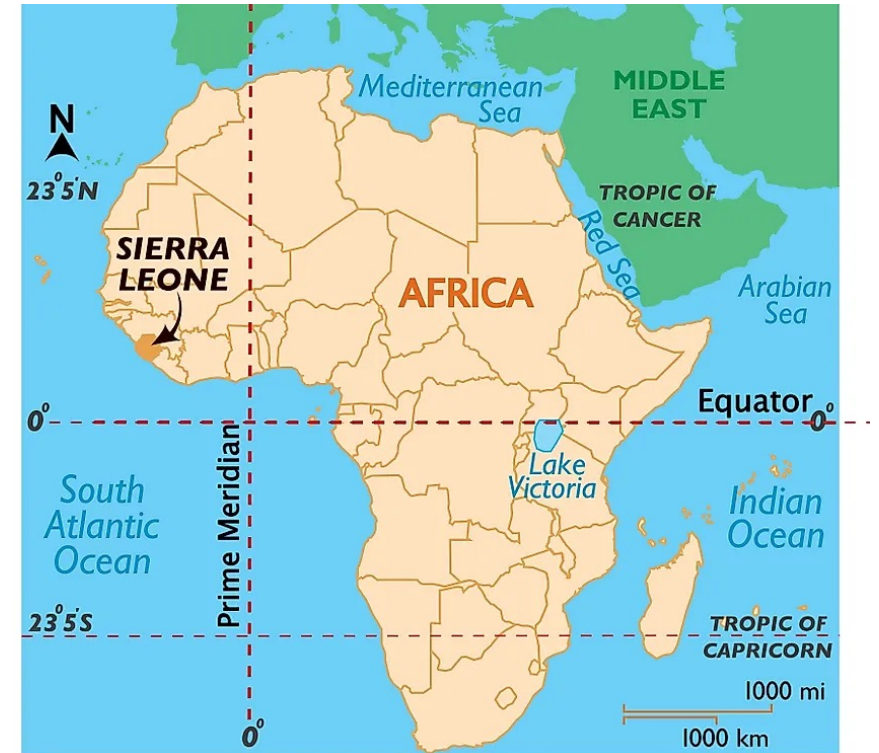 Mediterranean
Sea
MIDDLE
EAST
N
23°5'N
TROPIC OF
CANCER
Red Sea
SIERRA
LEONE
AFRICA
Arabian
Sea
Equator
0°
0°
Prime Meridian
Lake
Victoria
South
Atlantic
Ocean
Indian
Ocean
23°5'S
TROPIC OF
CAPRICORN
1000 mi
1000 km
0°